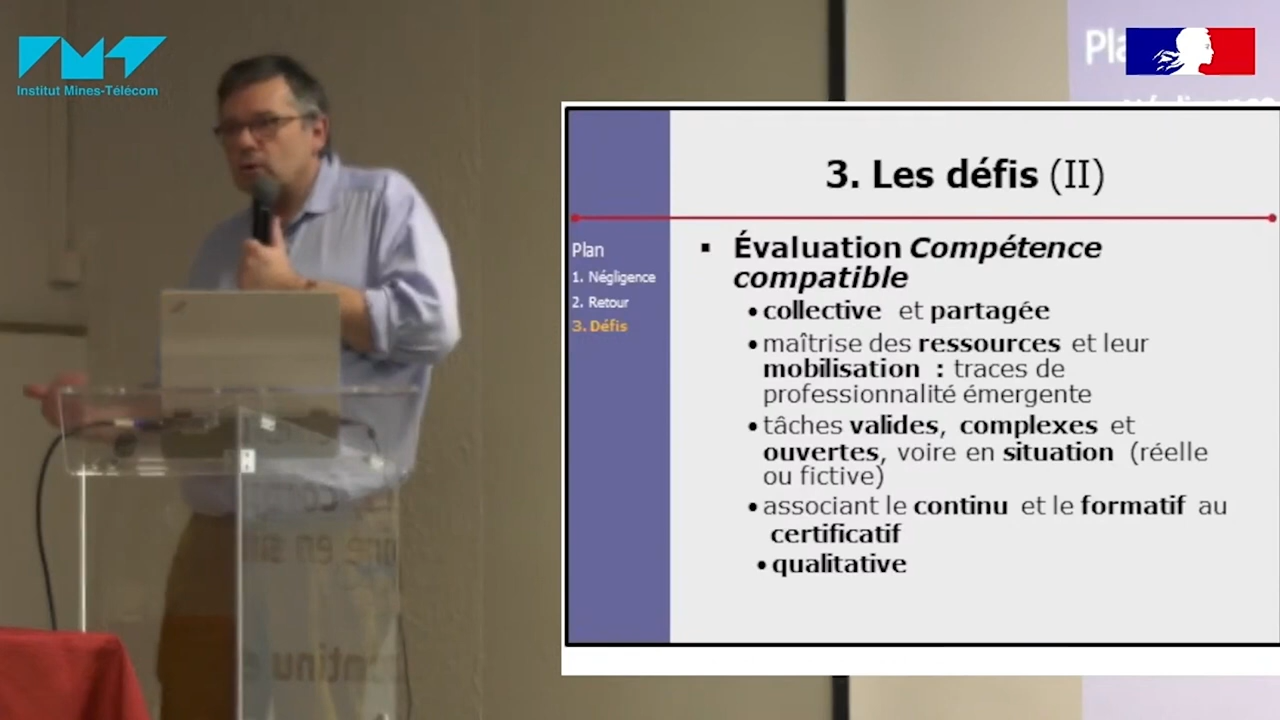 Institut Mines-Télécom
Pla
3. Les défis (II)
Plan
1. Négligence
2. Retour
3. Défis
▪ Évaluation Compétence
compatible
• collective et partagée
• maîtrise des ressources et leur
mobilisation : traces de
professionnalité émergente
• tâches valides, complexes et
ouvertes, voire en situation (réelle
ou fictive)
• associant le continu et le formatif au
certificatif
• qualitative